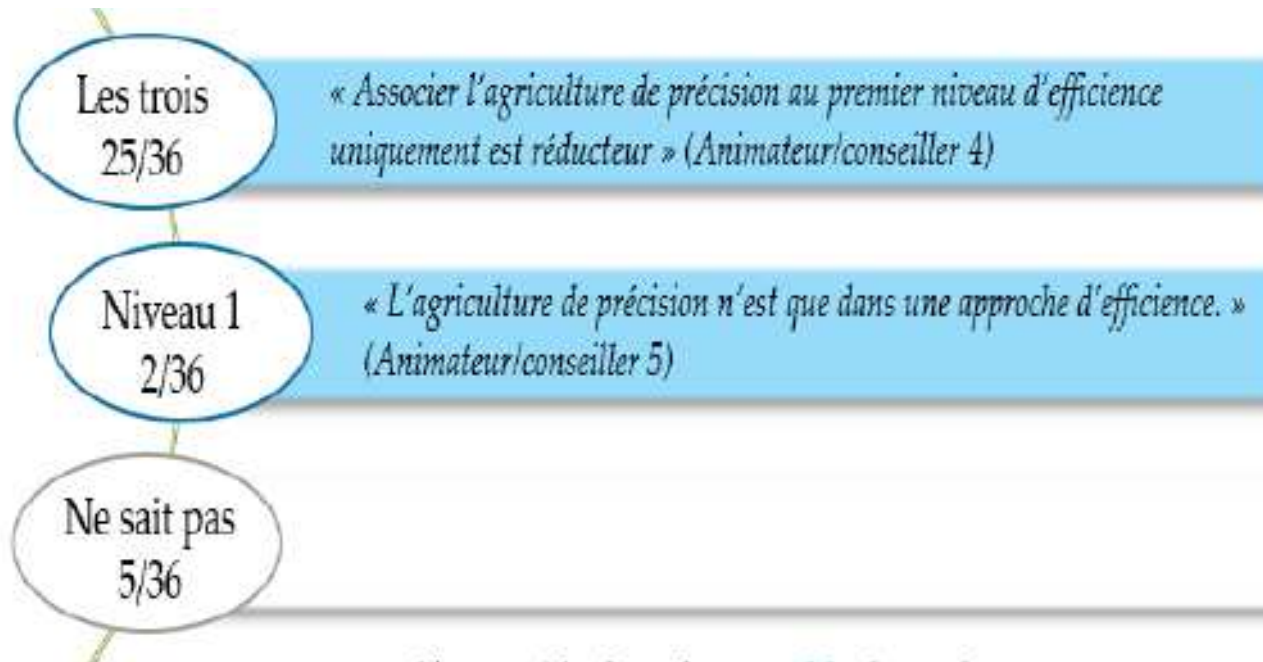 Les trois
25/36
« Associer l'agriculture de précision au premier niveau d'efficience
uniquement est réducteur » (Animateur/conseiller 4)
Niveau 1
2/36
« L'agriculture de précision n'est que dans une approche d'efficience. »
(Animateur/conseiller 5)
Ne sait pas
5/36